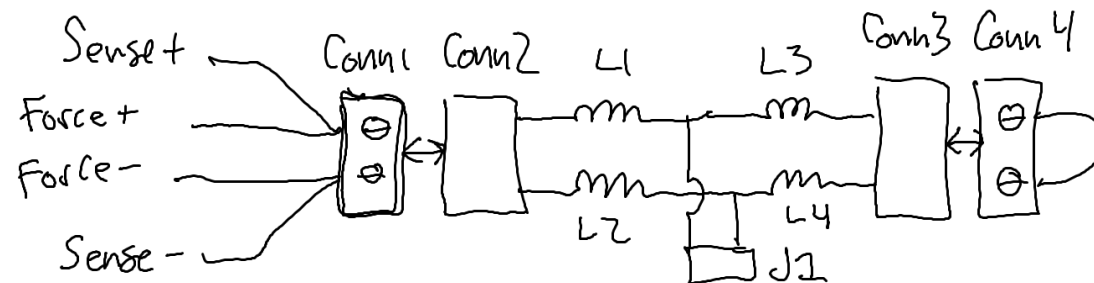 Sense+
Conn1
Conn2
L1
L3
Conn3
Conn4
Force+
Force-
L2
L4
Sense-
J1